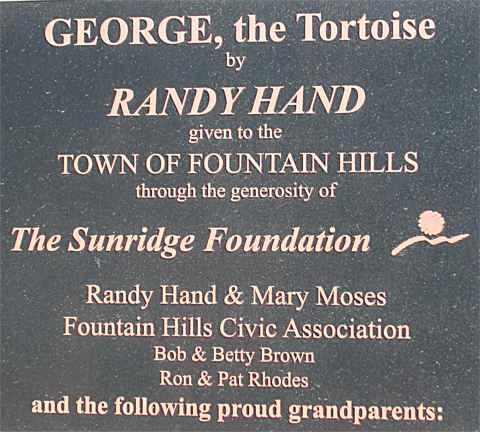 GEORGE, the Tortoise
by
RANDY HAND
given to the
TOWN OF FOUNTAIN HILLS
through the generosity of
The Sunridge Foundation
Randy Hand & Mary Moses
Fountain Hills Civic Association
Bob & Betty Brown
Ron & Pat Rhodes
and the following proud grandparents: